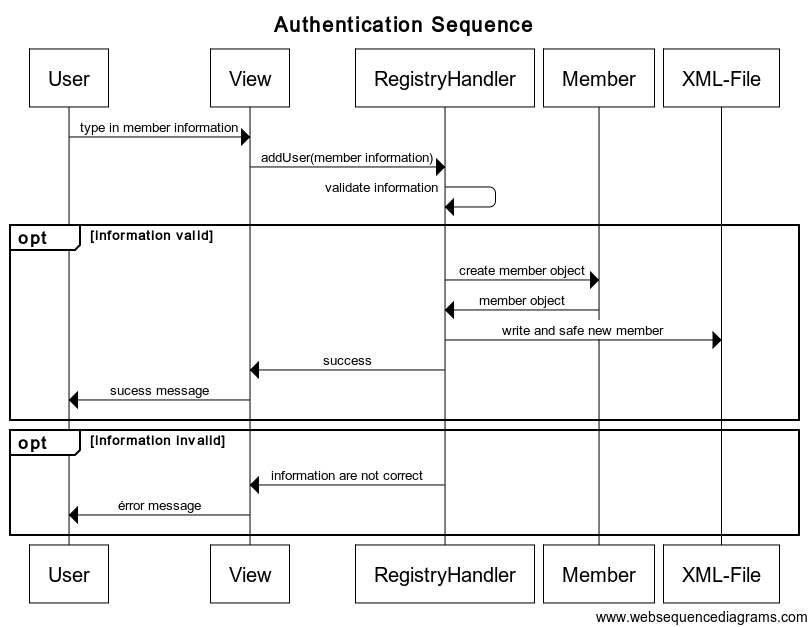 Authentication Sequence
User
View
RegistryHandler
Member
XML-File
type in member information
addUser(member information)
validate information
opt
[information valid]
create member object
member object
write and safe new member
success
sucess message
opt
[information invalid]
information are not correct
érror message
User
View
RegistryHandler
Member
XML-File
www.websequencediagrams.com